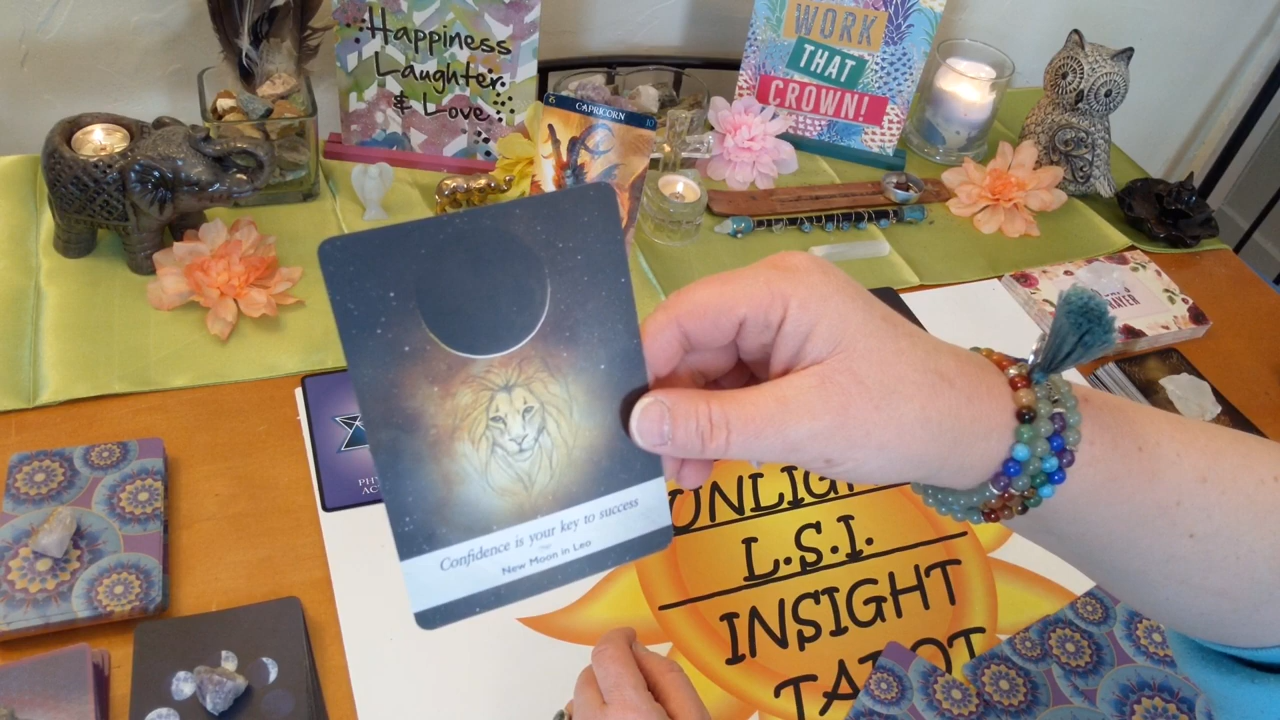 Happiness
Laughter
& Love
WORK
THAT
CROWN!
CAPRICORN
10
Confidence is your key to success
New Moon in Leo
L.S.I.
INSIGHT